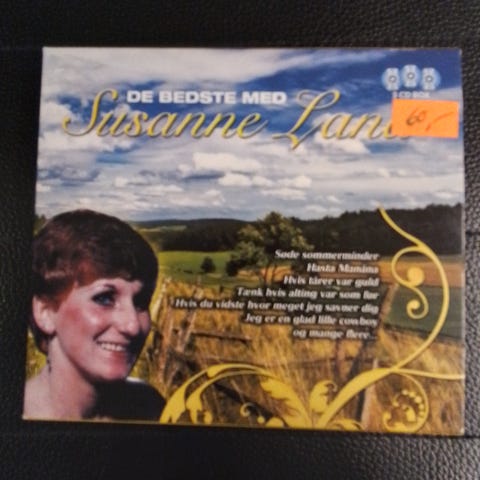 DE BEDSTE MED
Susanne Lana
3 CD BOX
60,-
Søde sommerminder
Hasta Manana
Hvis tårer var guld
Tænk hvis alting var som før
Hvis du vidste hvor meget jeg savner dig
Jeg er en glad lille cowboy
og mange flere...